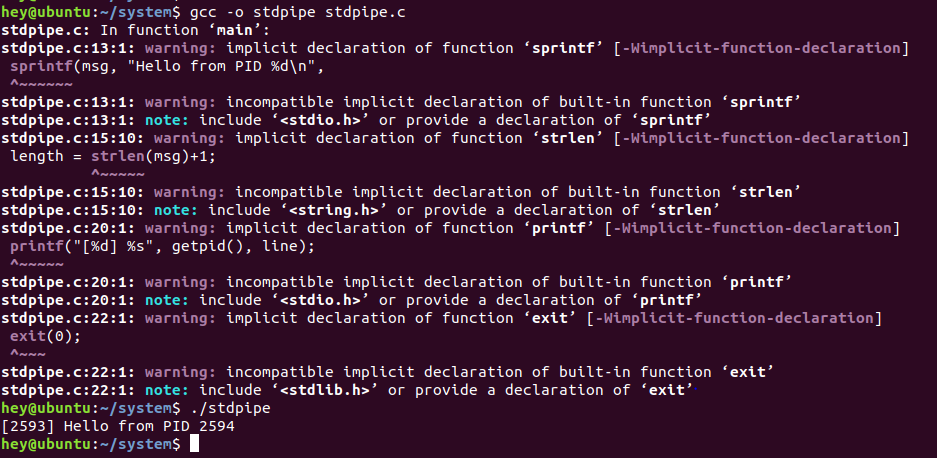 hey@ubuntu:~/system$ gcc -o stdpipe stdpipe.c
stdpipe.c: In function ‘main’:
stdpipe.c:13:1: warning: implicit declaration of function ‘sprintf’ [-Wimplicit-function-declaration]
 sprintf(msg, "Hello from PID %d\n",
 ^~~~~~~
stdpipe.c:13:1: warning: incompatible implicit declaration of built-in function ‘sprintf’
stdpipe.c:13:1: note: include ‘<stdio.h>’ or provide a declaration of ‘sprintf’
stdpipe.c:15:10: warning: implicit declaration of function ‘strlen’ [-Wimplicit-function-declaration]
 length = strlen(msg)+1;
          ^~~~~~
stdpipe.c:15:10: warning: incompatible implicit declaration of built-in function ‘strlen’
stdpipe.c:15:10: note: include ‘<string.h>’ or provide a declaration of ‘strlen’
stdpipe.c:20:1: warning: implicit declaration of function ‘printf’ [-Wimplicit-function-declaration]
 printf("[%d] %s", getpid(), line);
 ^~~~~~
stdpipe.c:20:1: warning: incompatible implicit declaration of built-in function ‘printf’
stdpipe.c:20:1: note: include ‘<stdio.h>’ or provide a declaration of ‘printf’
stdpipe.c:22:1: warning: implicit declaration of function ‘exit’ [-Wimplicit-function-declaration]
 exit(0);
 ^~~~
stdpipe.c:22:1: warning: incompatible implicit declaration of built-in function ‘exit’
stdpipe.c:22:1: note: include ‘<stdlib.h>’ or provide a declaration of ‘exit’
hey@ubuntu:~/system$ ./stdpipe
[2593] Hello from PID 2594
hey@ubuntu:~/system$